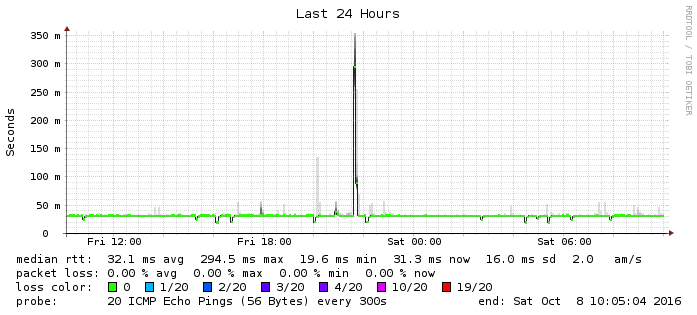 Last 24 Hours
RRDTOOL / TOBI OETIKER
Seconds
350 m
300 m
250 m
200 m
150 m
100 m
50 m
0
Fri 12:00 Fri 18:00 Sat 00:00 Sat 06:00
median rtt: 32.1 ms avg 294.5 ms max 19.6 ms min 31.3 ms now 16.0 ms sd 2.0 am/s
packet loss: 0.00 % avg 0.00 % max 0.00 % min 0.00 % now
loss color: 0 1/20 2/20 3/20 4/20 10/20 19/20
probe: 20 ICMP Echo Pings (56 Bytes) every 300s end: Sat Oct 8 10:05:04 2016